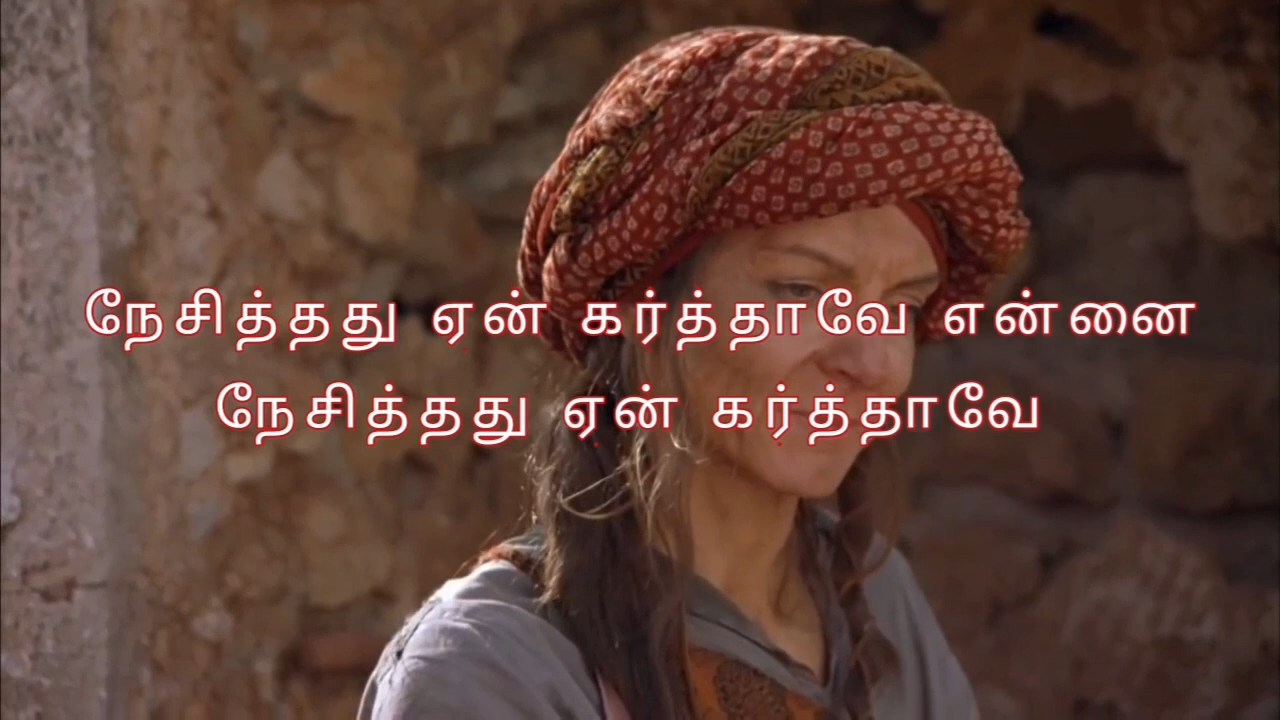 நேசித்தது ஏன் கர்த்தாவே என்னை
நேசித்தது ஏன் கர்த்தாவே